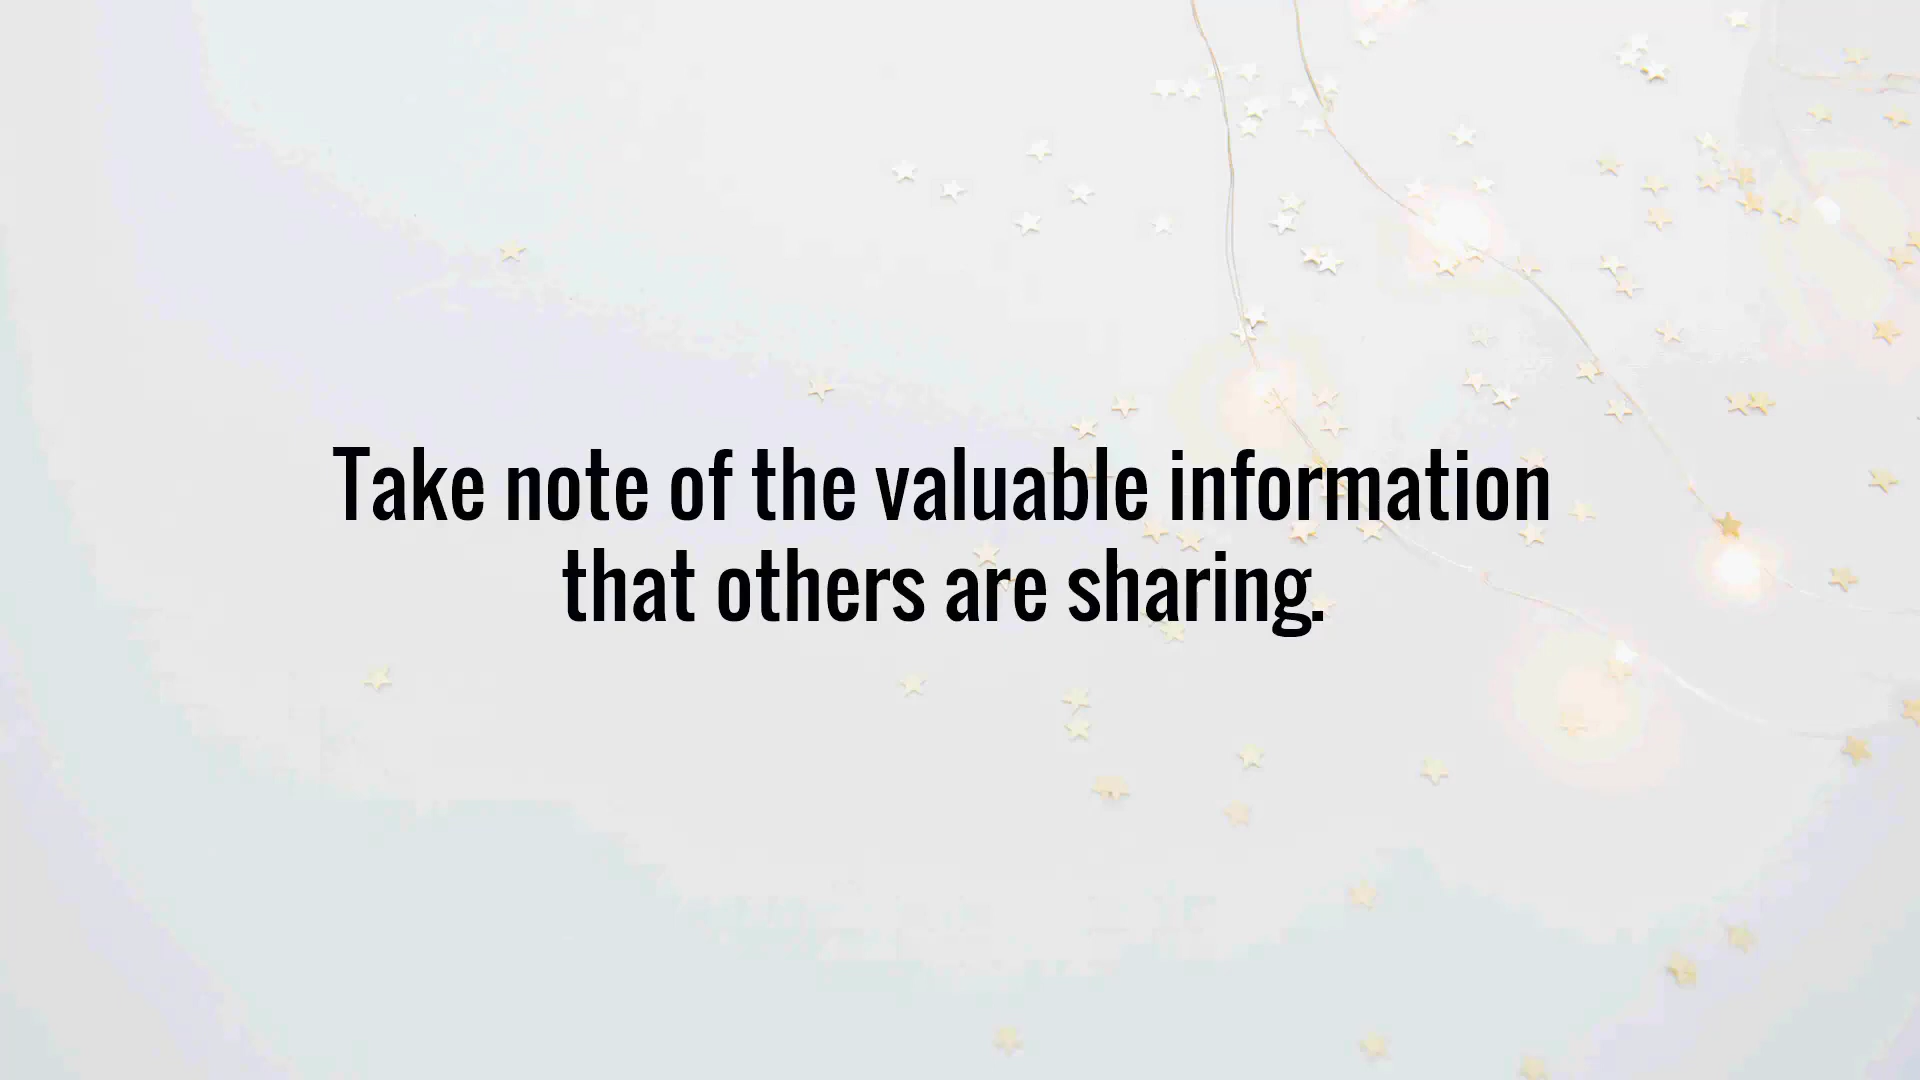 Take note of the valuable information
that others are sharing.